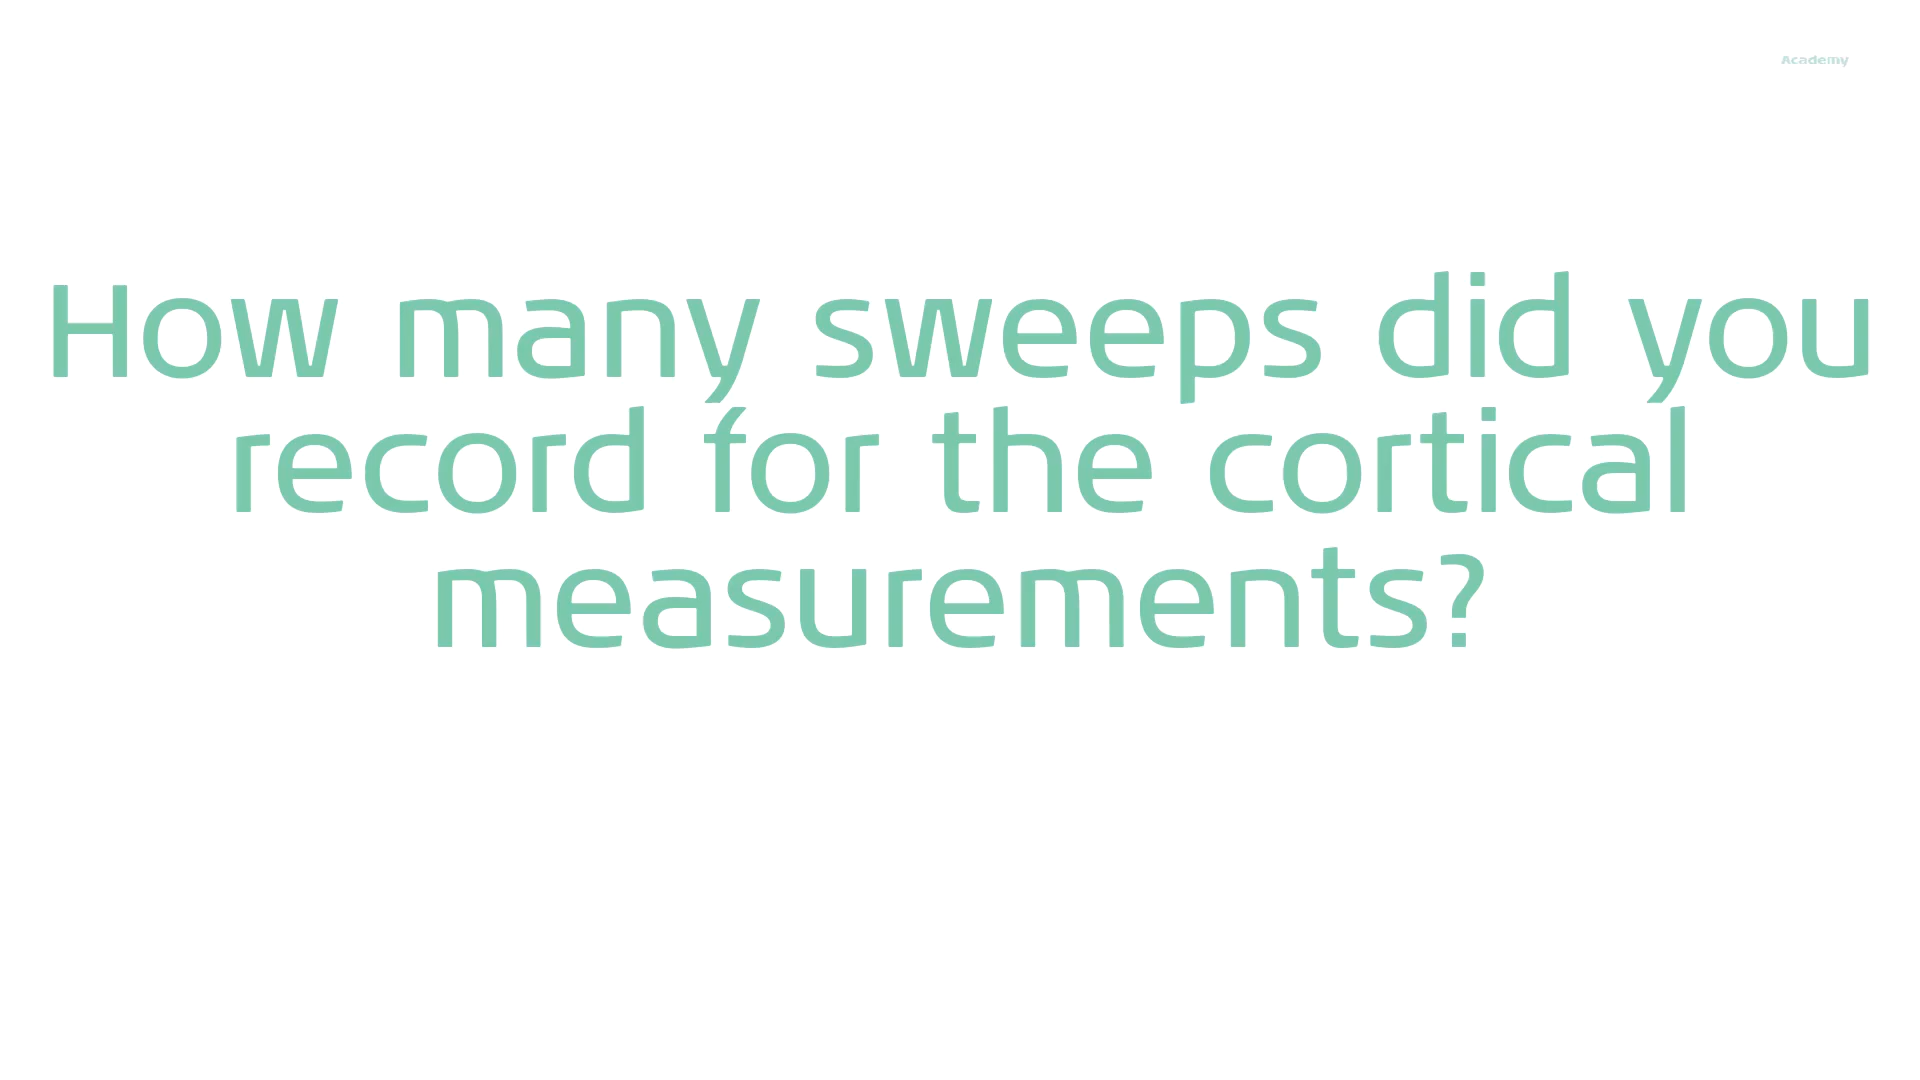 Academy
How many sweeps did you
record for the cortical
measurements?